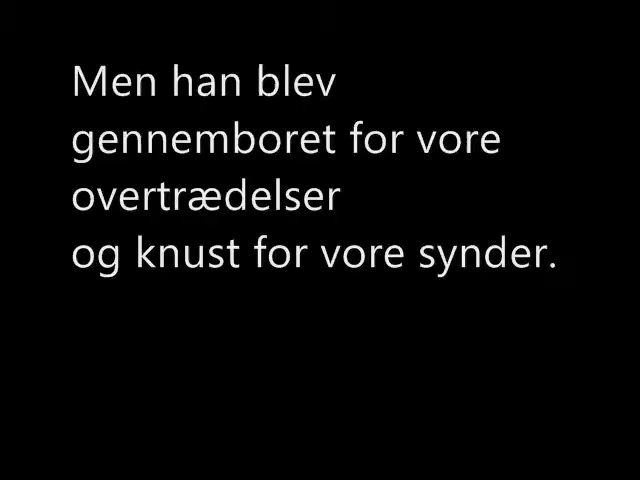 Men han blev
gennemboret for vore
overtrædelser
og knust for vore synder.